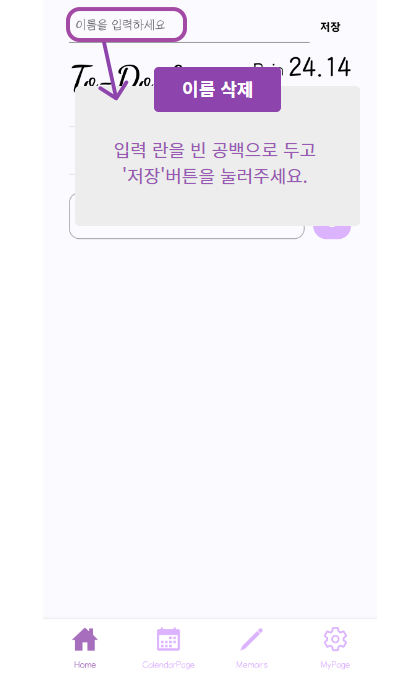 이름을 입력하세요
저장
To-Do
24.14
이름 삭제
입력 란을 빈 공백으로 두고
'저장'버튼을 눌러주세요.
Home
CalendarPage
Memoirs
MyPage